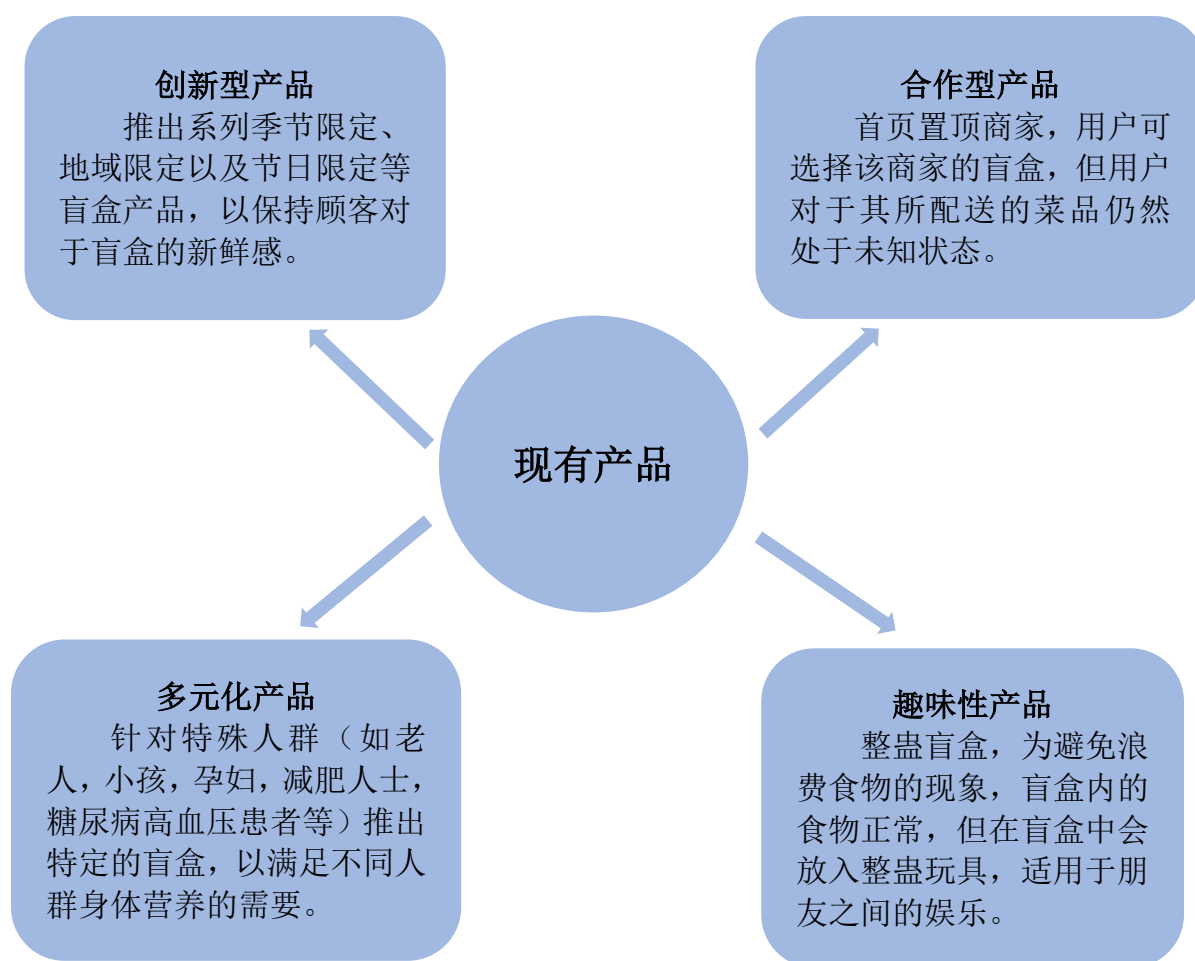 创新型产品
推出系列季节限定、
地域限定以及节日限定等
盲盒产品，以保持顾客对
于盲盒的新鲜感。
合作型产品
首页置顶商家，用户可
选择该商家的盲盒，但用户
对于其所配送的菜品仍然
处于未知状态。
现有产品
多元化产品
针对特殊人群（如老
人，小孩，孕妇，减肥人士，
糖尿病高血压患者等）推出
特定的盲盒，以满足不同人
群身体营养的需要。
趣味性产品
整蛊盲盒，为避免浪
费食物的现象，盲盒内的
食物正常，但在盲盒中会
放入整蛊玩具，适用于朋
友之间的娱乐。